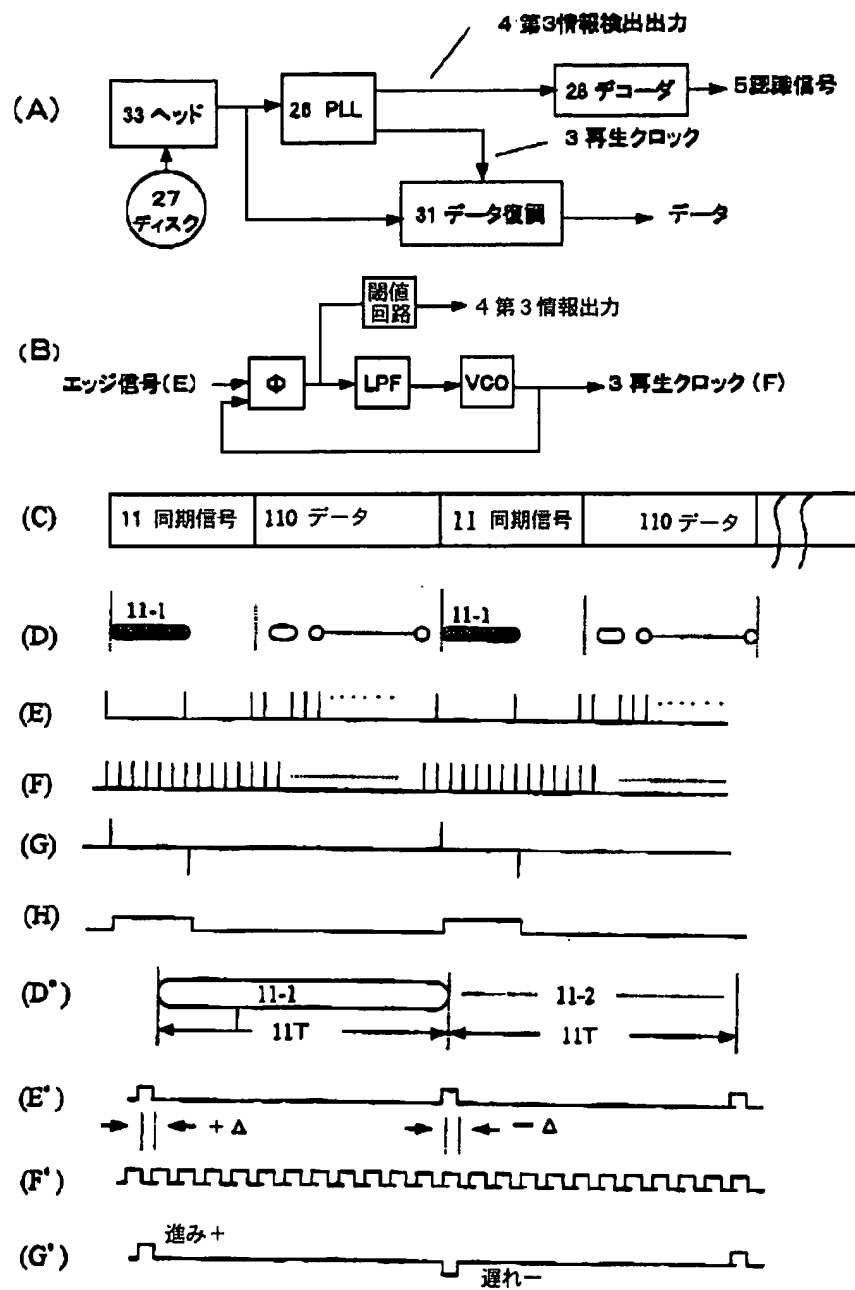 4 第3情報検出出力
(A)
33 ヘッド
26 PLL
28 デコーダ
5認識信号
3 再生クロック
27
ディスク
31 データ復調
データ
(B)
閾値
回路
4 第3情報出力
エッジ信号(E)
Φ
LPF
VCO
3 再生クロック(F)
(C)
11 同期信号
110 データ
11 同期信号
110 データ
(D)
11-1
11-1
(E)
(F)
(G)
(H)
(D')
11-1
11-2
11T
11T
(E')
+Δ
-Δ
(F')
(G')
進み+
遅れ-